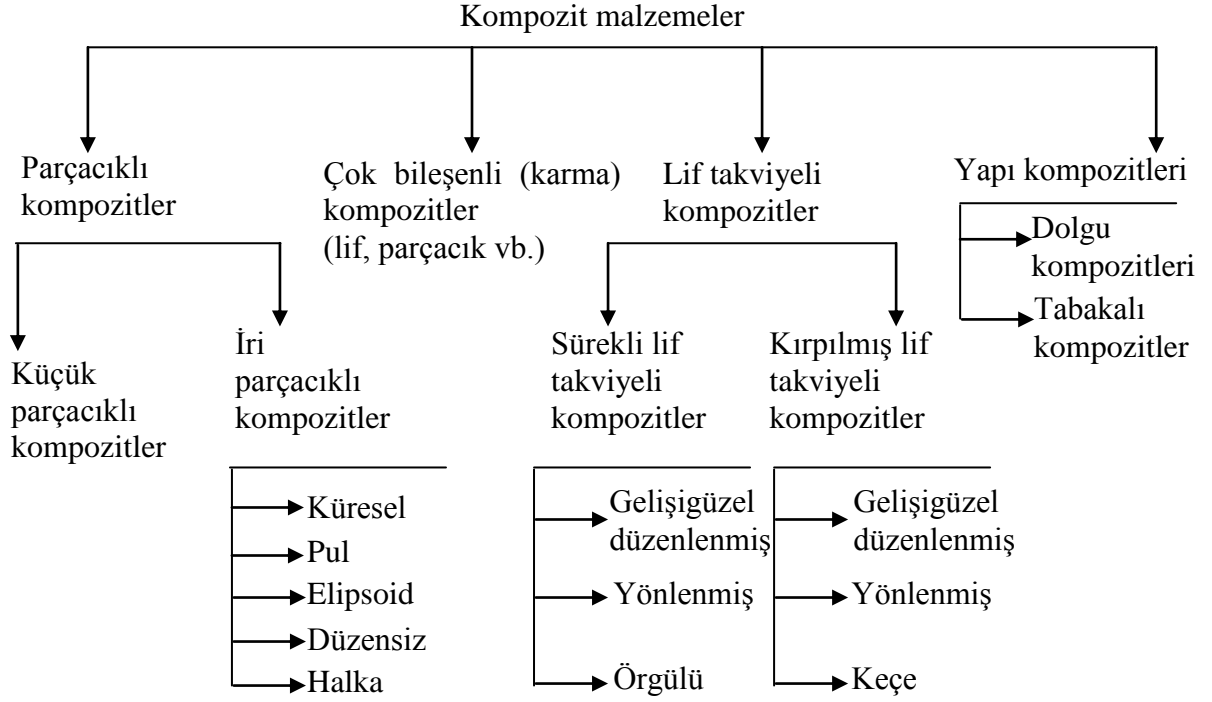 Kompozit malzemeler
Parçacıklı
kompozitler
Çok bileşenli (karma)
kompozitler
(lif, parçacık vb.)
Lif takviyeli
kompozitler
Yapı kompozitleri
Dolgu
kompozitleri
Tabakalı
kompozitler
Küçük
parçacıklı
kompozitler
İri
parçacıklı
kompozitler
Küresel
Pul
Elipsoid
Düzensiz
Halka
Sürekli lif
takviyeli
kompozitler
Gelişigüzel
düzenlenmiş
Yönlenmiş
Örgülü
Kırpılmış lif
takviyeli
kompozitler
Gelişigüzel
düzenlenmiş
Yönlenmiş
Keçe